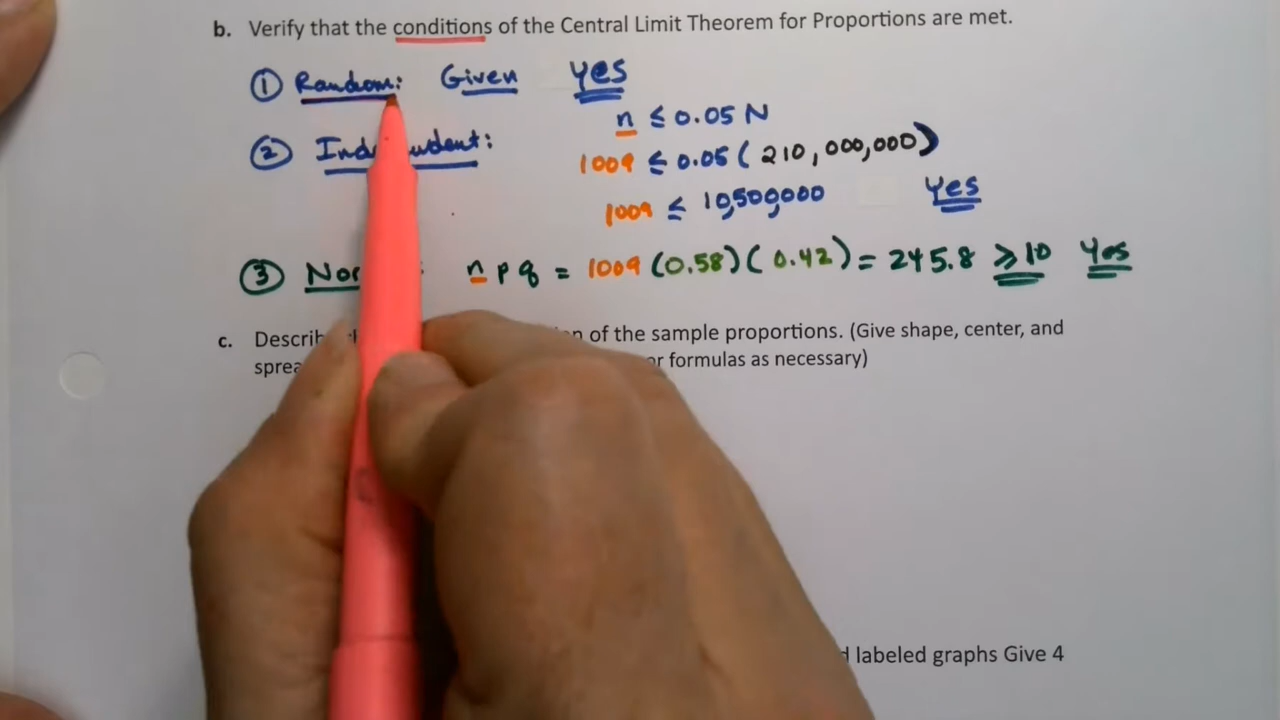 b. Verify that the conditions of the Central Limit Theorem for Proportions are met.
① Random: Given Yes
② Ind udent:
n ≤ 0.05 N
1009 ≤ 0.05 ( 210,000,000 )
1009 ≤ 10,500,000 Yes
③ Nor : n p q = 1009 (0.58) ( 0.42 ) = 245.8 ≥ 10 Yes
c. Describ of the sample proportions. (Give shape, center, and
sprea or formulas as necessary)
labeled graphs Give 4